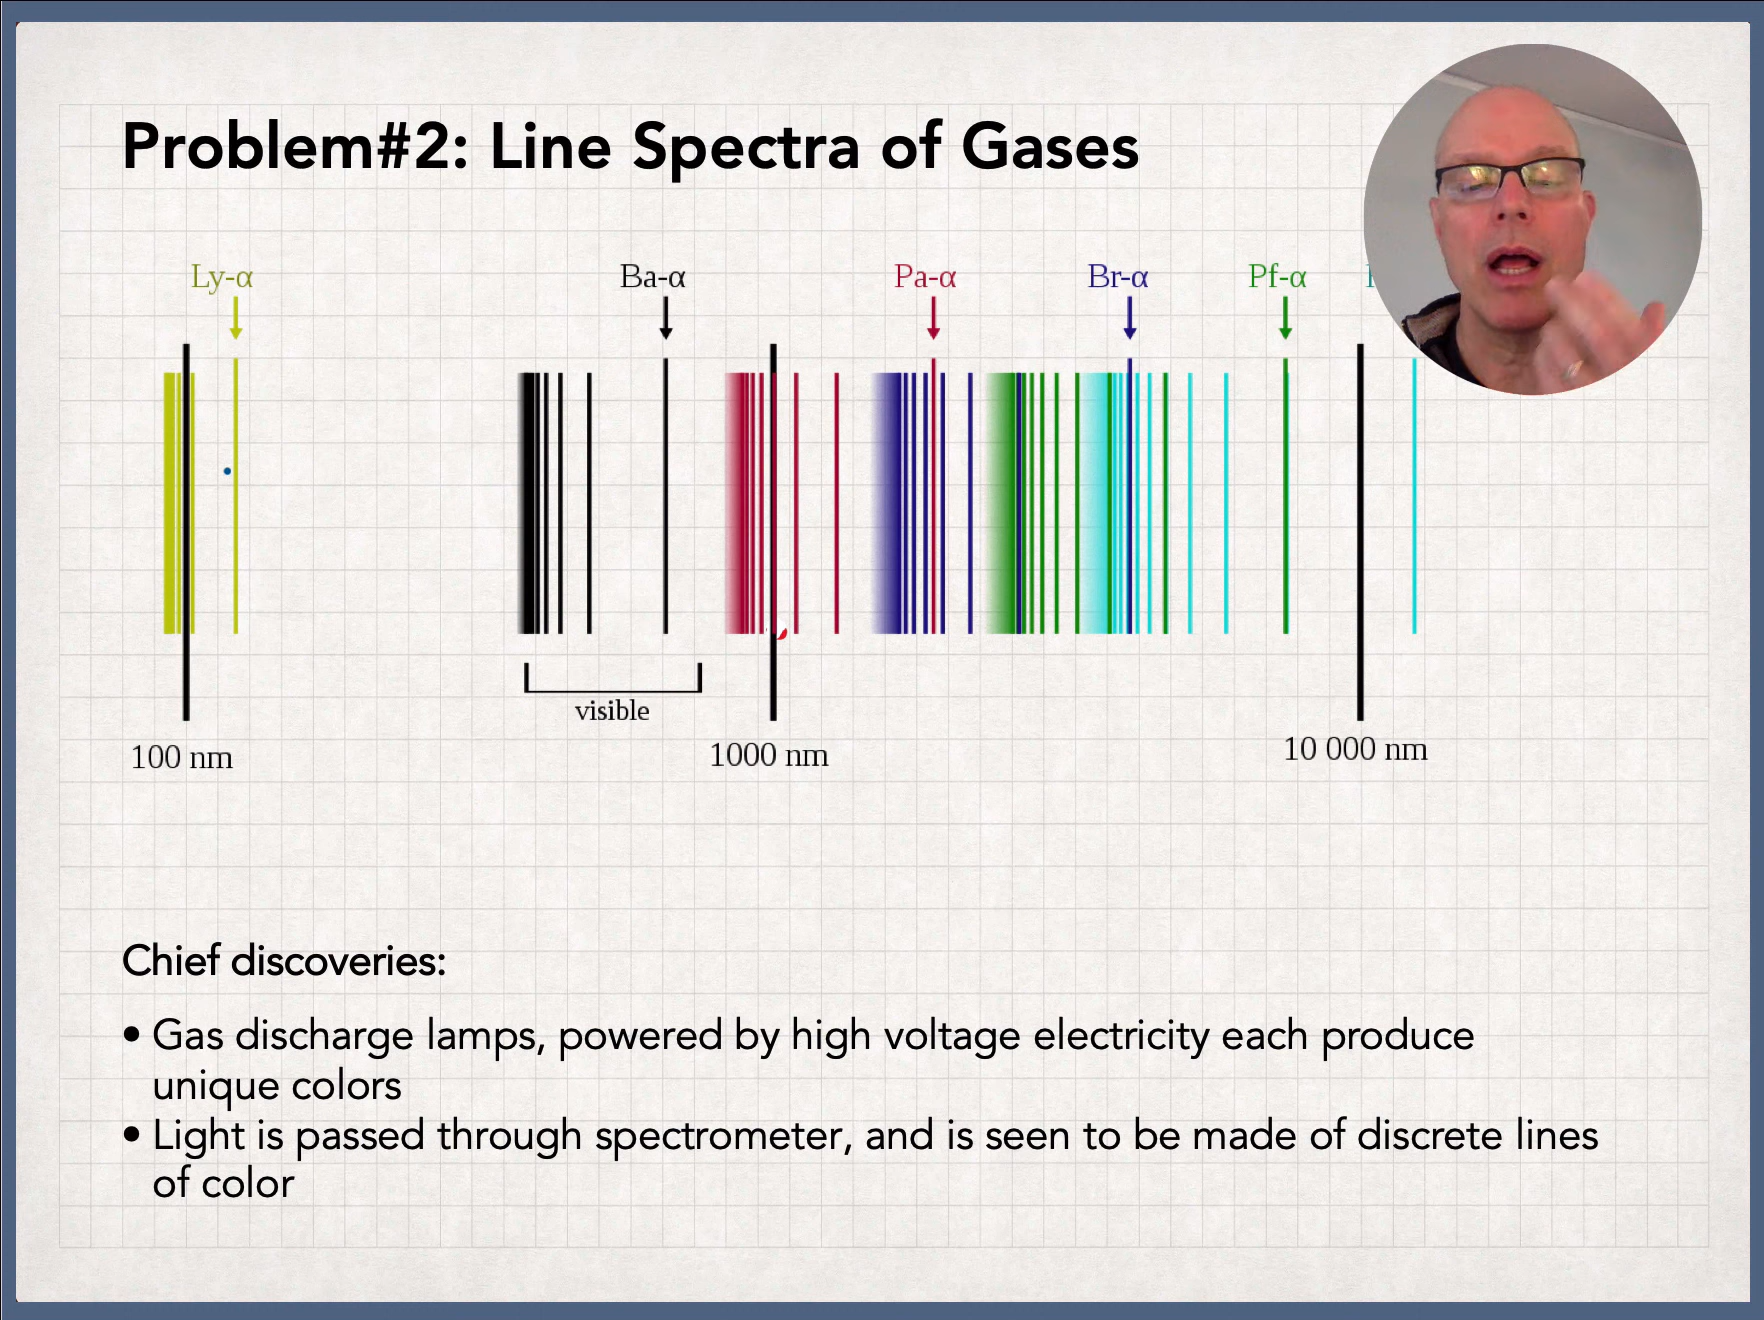 Problem#2: Line Spectra of Gases
Ly-α Ba-α Pa-α Br-α Pf-α
visible
100 nm 1000 nm 10 000 nm
Chief discoveries:
• Gas discharge lamps, powered by high voltage electricity each produce
unique colors
• Light is passed through spectrometer, and is seen to be made of discrete lines
of color